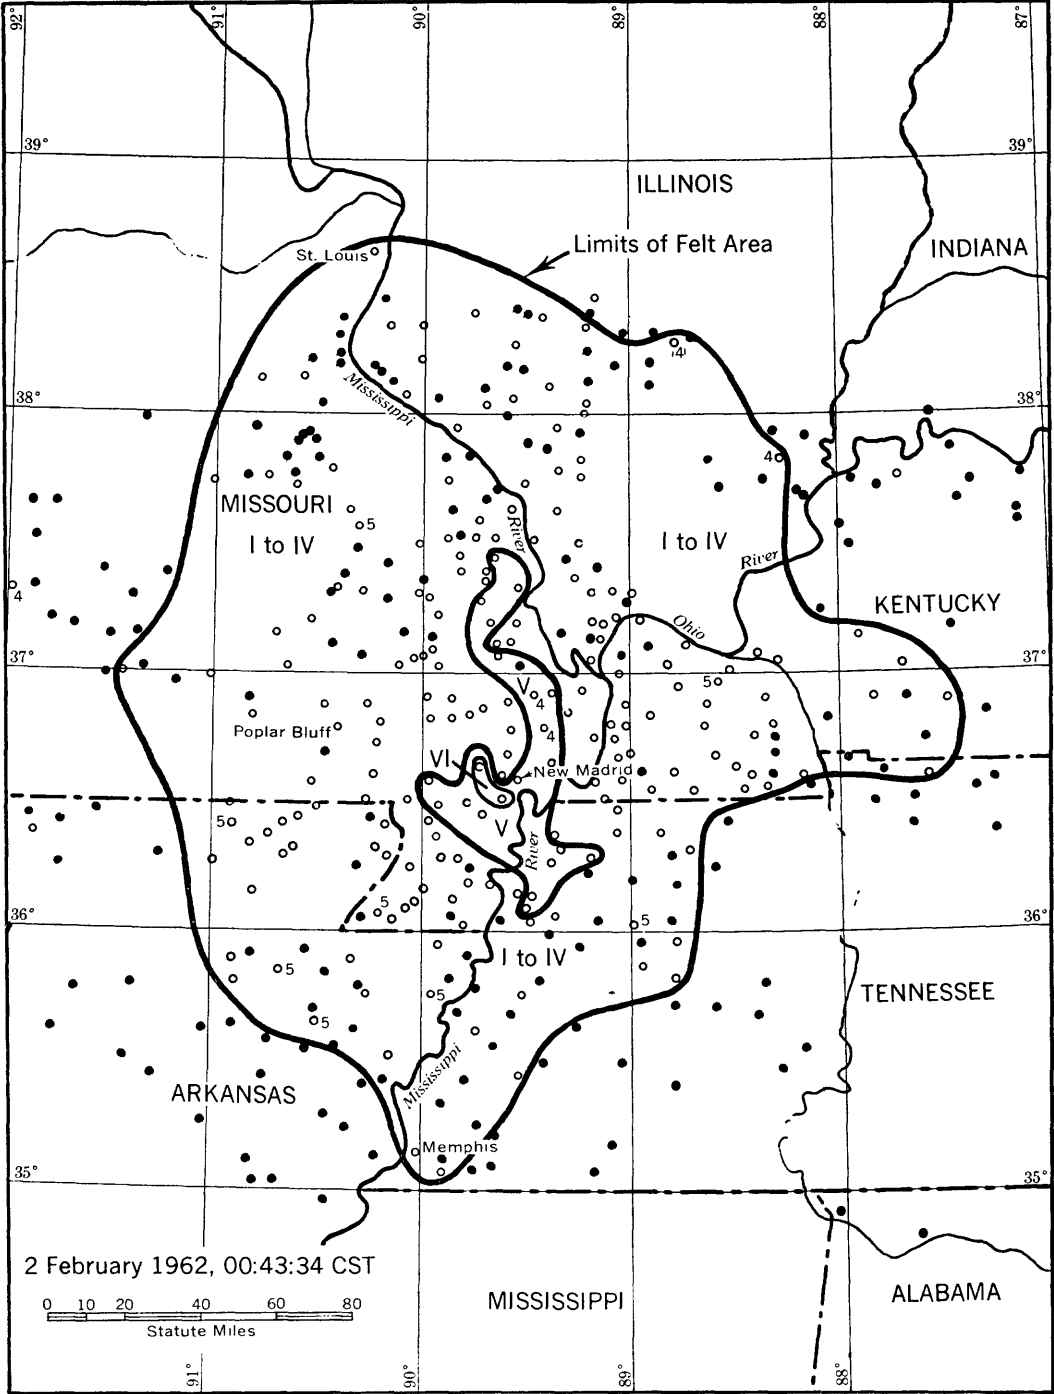 92° 91° 90° 89° 88° 87°
39° 39°
ILLINOIS
Limits of Felt Area
INDIANA
St. Louis
4
Mississippi
38° 38°
4
MISSOURI
5
River
I to IV I to IV
River
4
KENTUCKY
Ohio
37° 37°
V
5
4
Poplar Bluff
4
VI
New Madrid
5
V
River
5
36° 5 36°
I to IV
5
5
TENNESSEE
5
Mississippi
ARKANSAS
Memphis
35° 35°
2 February 1962, 00:43:34 CST
0 10 20 40 60 80
Statute Miles
MISSISSIPPI
ALABAMA
91° 90° 89° 88°